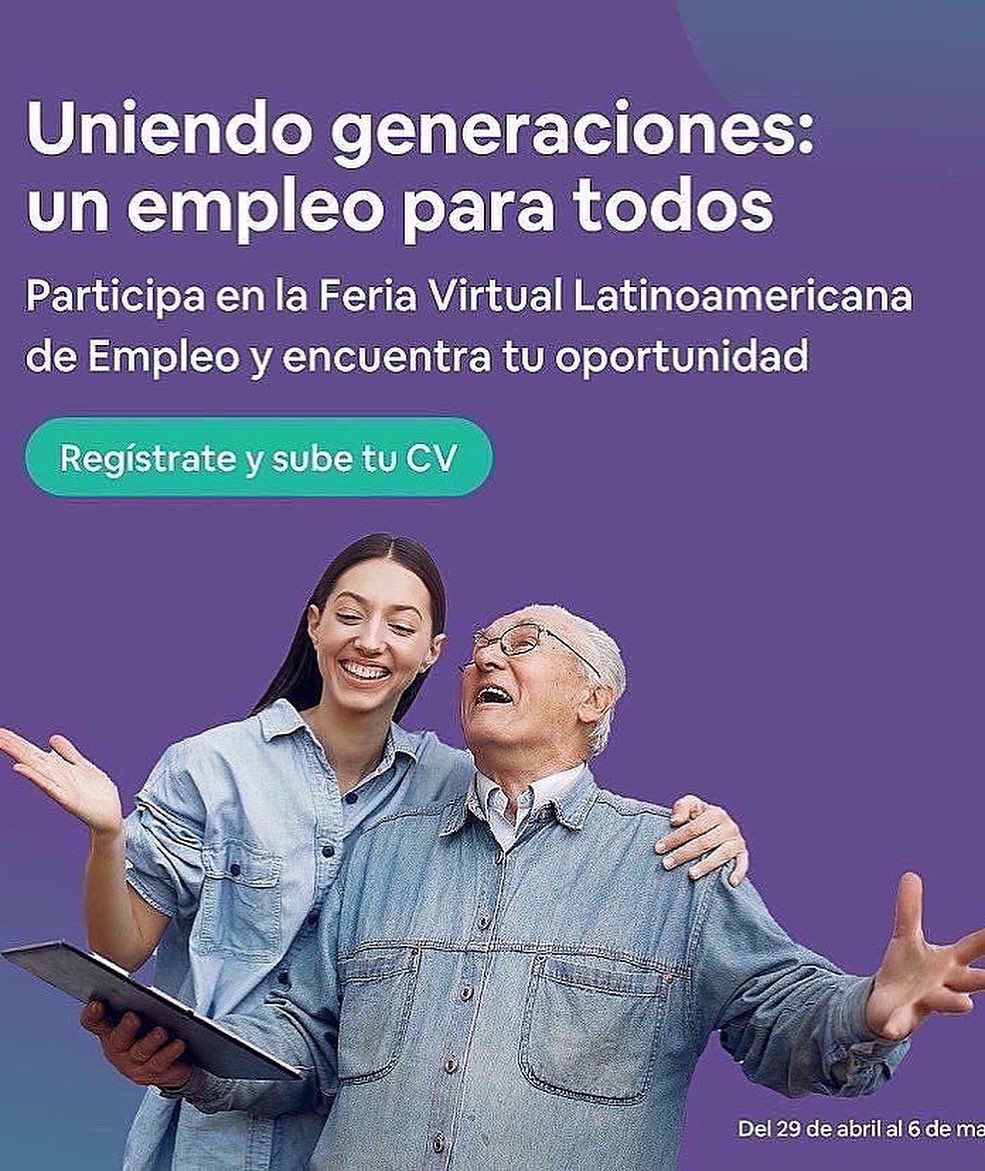 Uniendo generaciones:
un empleo para todos
Participa en la Feria Virtual Latinoamericana
de Empleo y encuentra tu oportunidad
Regístrate y sube tu CV
Del 29 de abril al 6 de